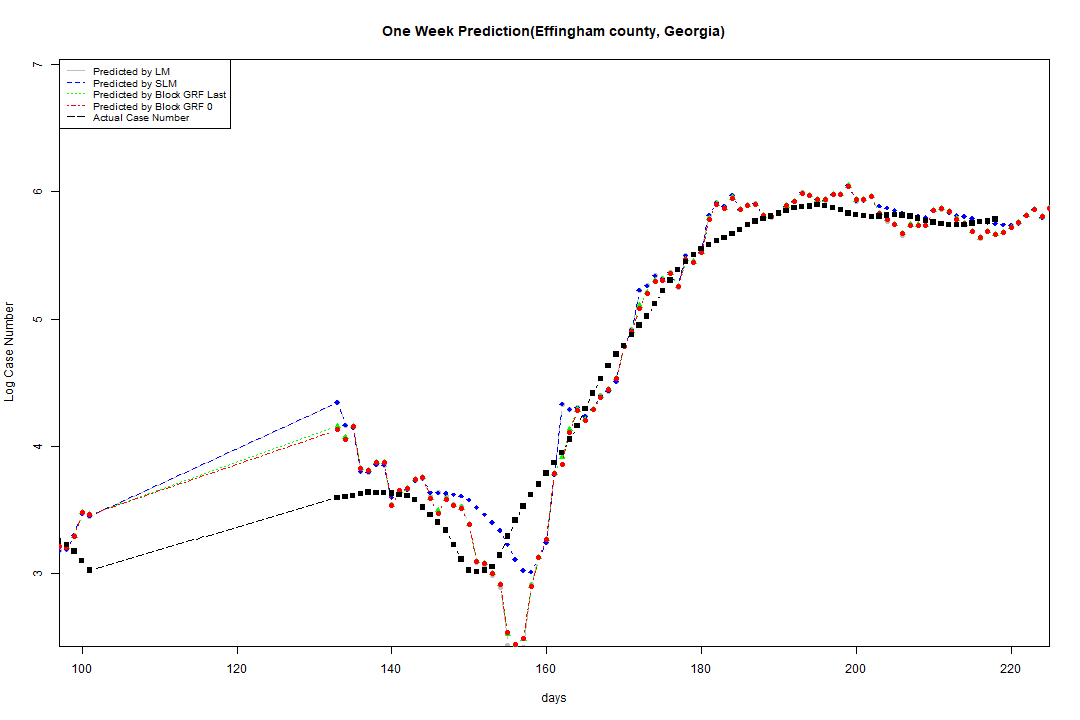 One Week Prediction(Effingham county, Georgia)
Predicted by LM
Predicted by SLM
Predicted by Block GRF Last
Predicted by Block GRF 0
Actual Case Number
7
6
5
4
3
Log Case Number
100 120 140 160 180 200 220
days